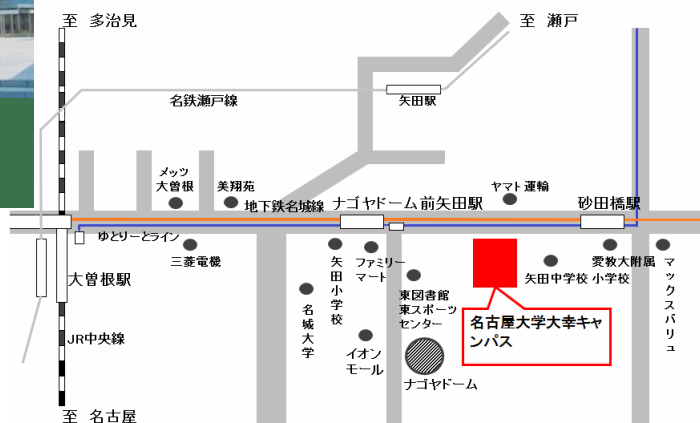 至 多治見
至 瀬戸
名鉄瀬戸線
矢田駅
メッツ
大曽根
美翔苑
地下鉄名城線
ナゴヤドーム前矢田駅
ヤマト運輸
砂田橋駅
ゆとりーとライン
三菱電機
大曽根駅
矢田小学校
ファミリー
マート
名城大学
東図書館
東スポーツ
センター
矢田中学校
愛教大附属
小学校
マックスバリュ
名古屋大学大幸キャ
ンパス
JR中央線
イオン
モール
ナゴヤドーム
至 名古屋